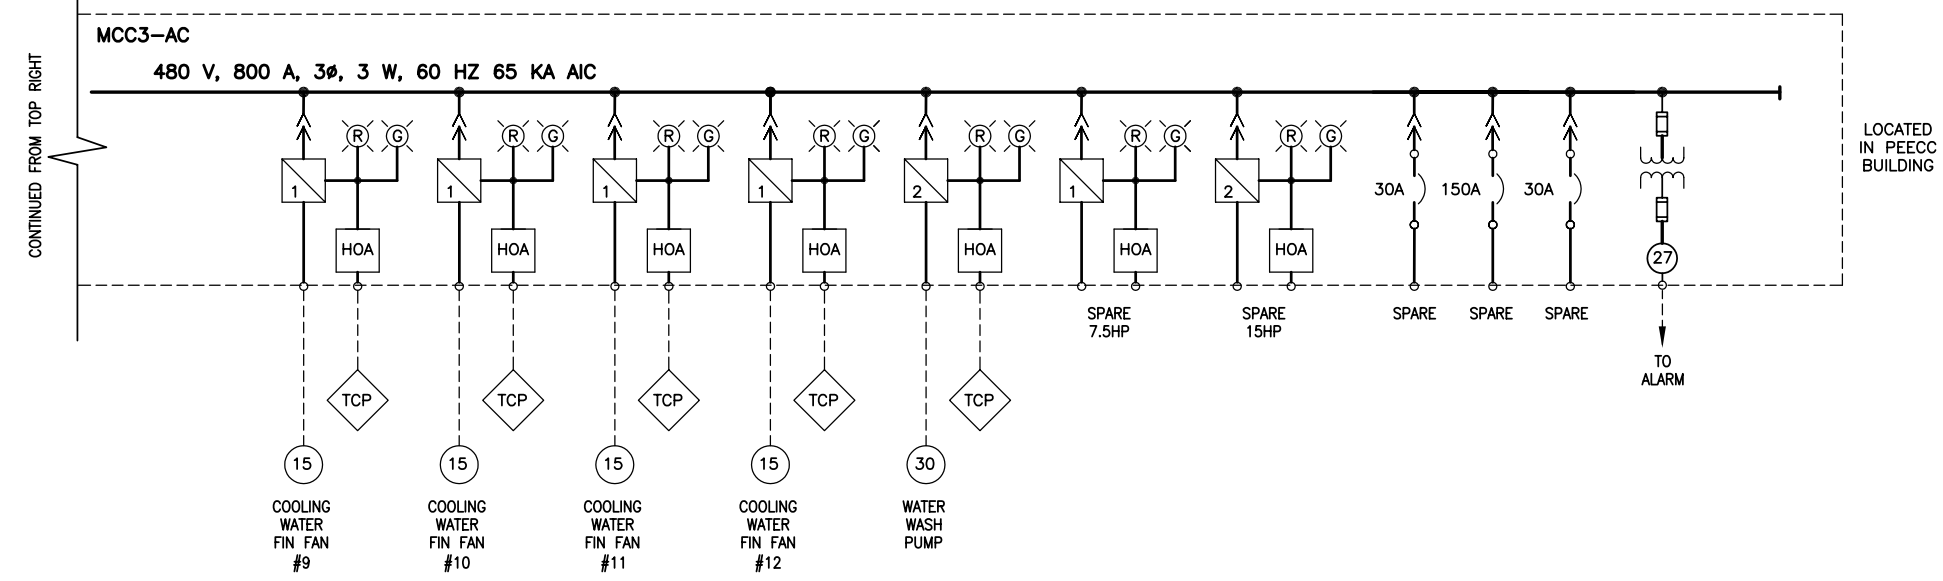 MCC3-AC
480 V, 800 A, 3ø, 3 W, 60 HZ 65 KA AIC
CONTINUED FROM TOP RIGHT
R G R G R G R G R G R G R G
1 1 1 1 2 1 2
30A 150A 30A
HOA HOA HOA HOA HOA HOA HOA
27
LOCATED
IN PEECC
BUILDING
SPARE
7.5HP
SPARE
15HP
SPARE SPARE SPARE
TO
ALARM
TCP TCP TCP TCP TCP
15 15 15 15 30
COOLING
WATER
FIN FAN
#9
COOLING
WATER
FIN FAN
#10
COOLING
WATER
FIN FAN
#11
COOLING
WATER
FIN FAN
#12
WATER
WASH
PUMP